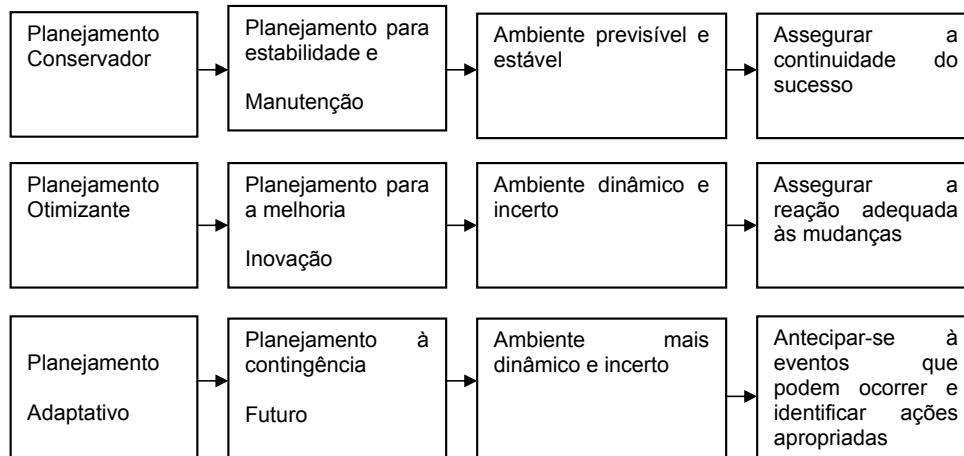 Planejamento
Conservador
Planejamento para
estabilidade e
Manutenção
Ambiente previsível e
estável
Assegurar a
continuidade do
sucesso
Planejamento
Otimizante
Planejamento para
a melhoria
Inovação
Ambiente dinâmico e
incerto
Assegurar a
reação adequada
às mudanças
Planejamento
Adaptativo
Planejamento à
contingência
Futuro
Ambiente mais
dinâmico e incerto
Antecipar-se à
eventos que
podem ocorrer e
identificar ações
apropriadas